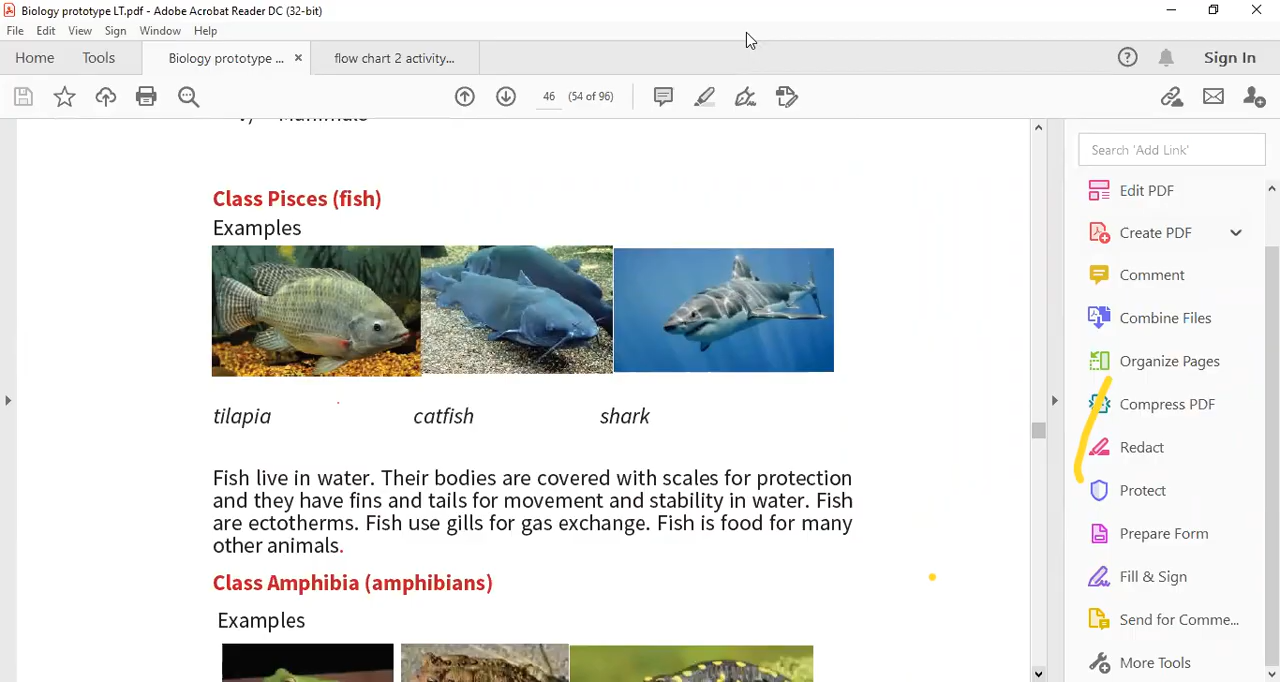 Biology prototype LT.pdf - Adobe Acrobat Reader DC (32-bit)
File Edit View Sign Window Help
Home Tools Biology prototype ... × flow chart 2 activity... Sign In
46 (54 of 96)
v) Mammals
Class Pisces (fish)
Examples
tilapia catfish shark
Fish live in water. Their bodies are covered with scales for protection
and they have fins and tails for movement and stability in water. Fish
are ectotherms. Fish use gills for gas exchange. Fish is food for many
other animals.
Class Amphibia (amphibians)
Examples
Search 'Add Link'
Edit PDF
Create PDF
Comment
Combine Files
Organize Pages
Compress PDF
Redact
Protect
Prepare Form
Fill & Sign
Send for Comme...
More Tools